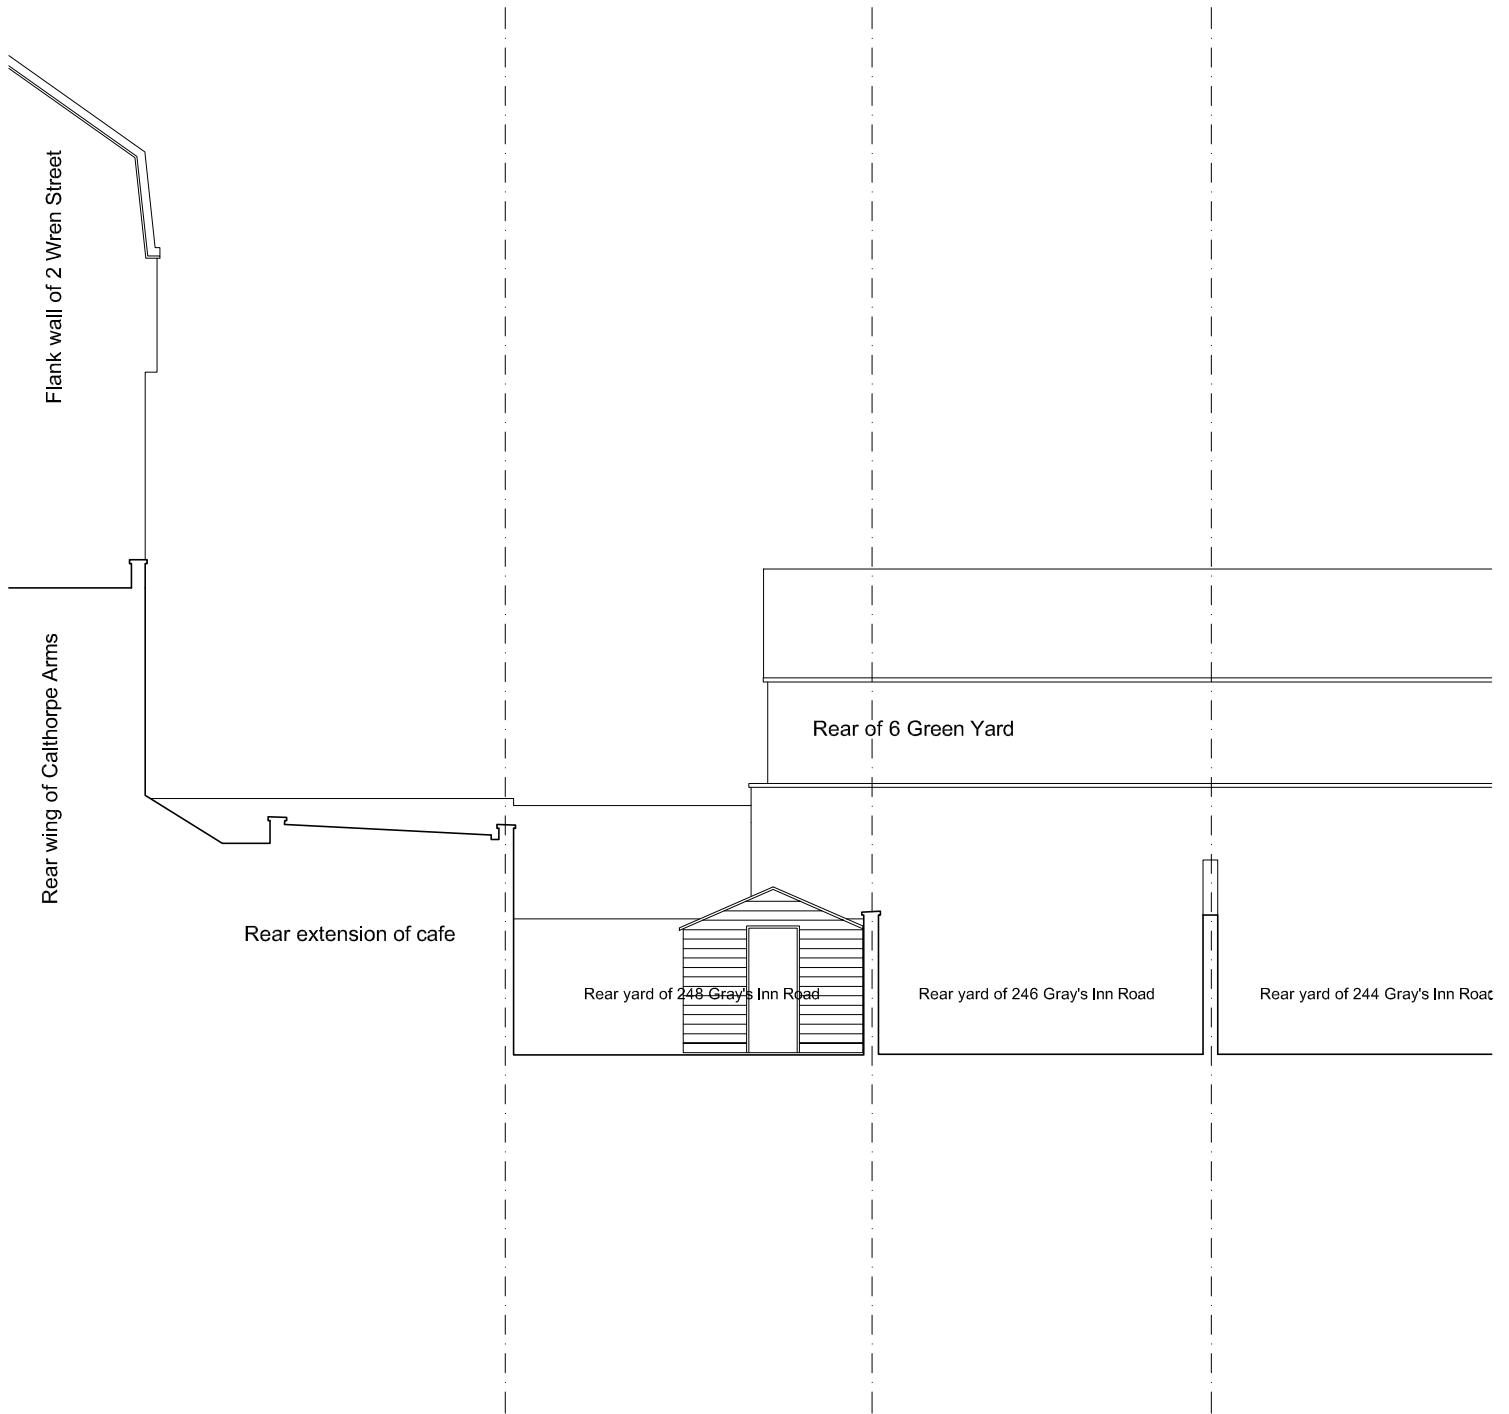 Flank wall of 2 Wren Street
Rear wing of Calthorpe Arms
Rear of 6 Green Yard
Rear extension of cafe
Rear yard of 248 Gray's Inn Road
Rear yard of 246 Gray's Inn Road
Rear yard of 244 Gray's Inn Road